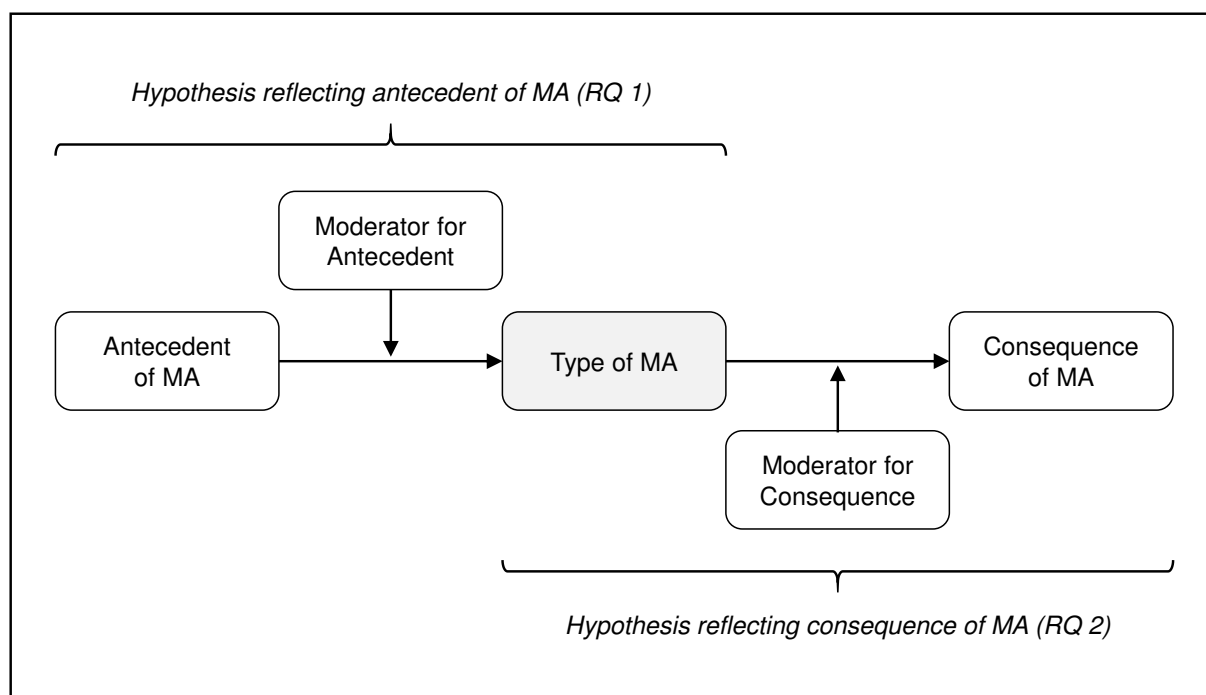 Hypothesis reflecting antecedent of MA (RQ 1)
Moderator for
Antecedent
Antecedent
of MA
Type of MA
Consequence
of MA
Moderator for
Consequence
Hypothesis reflecting consequence of MA (RQ 2)